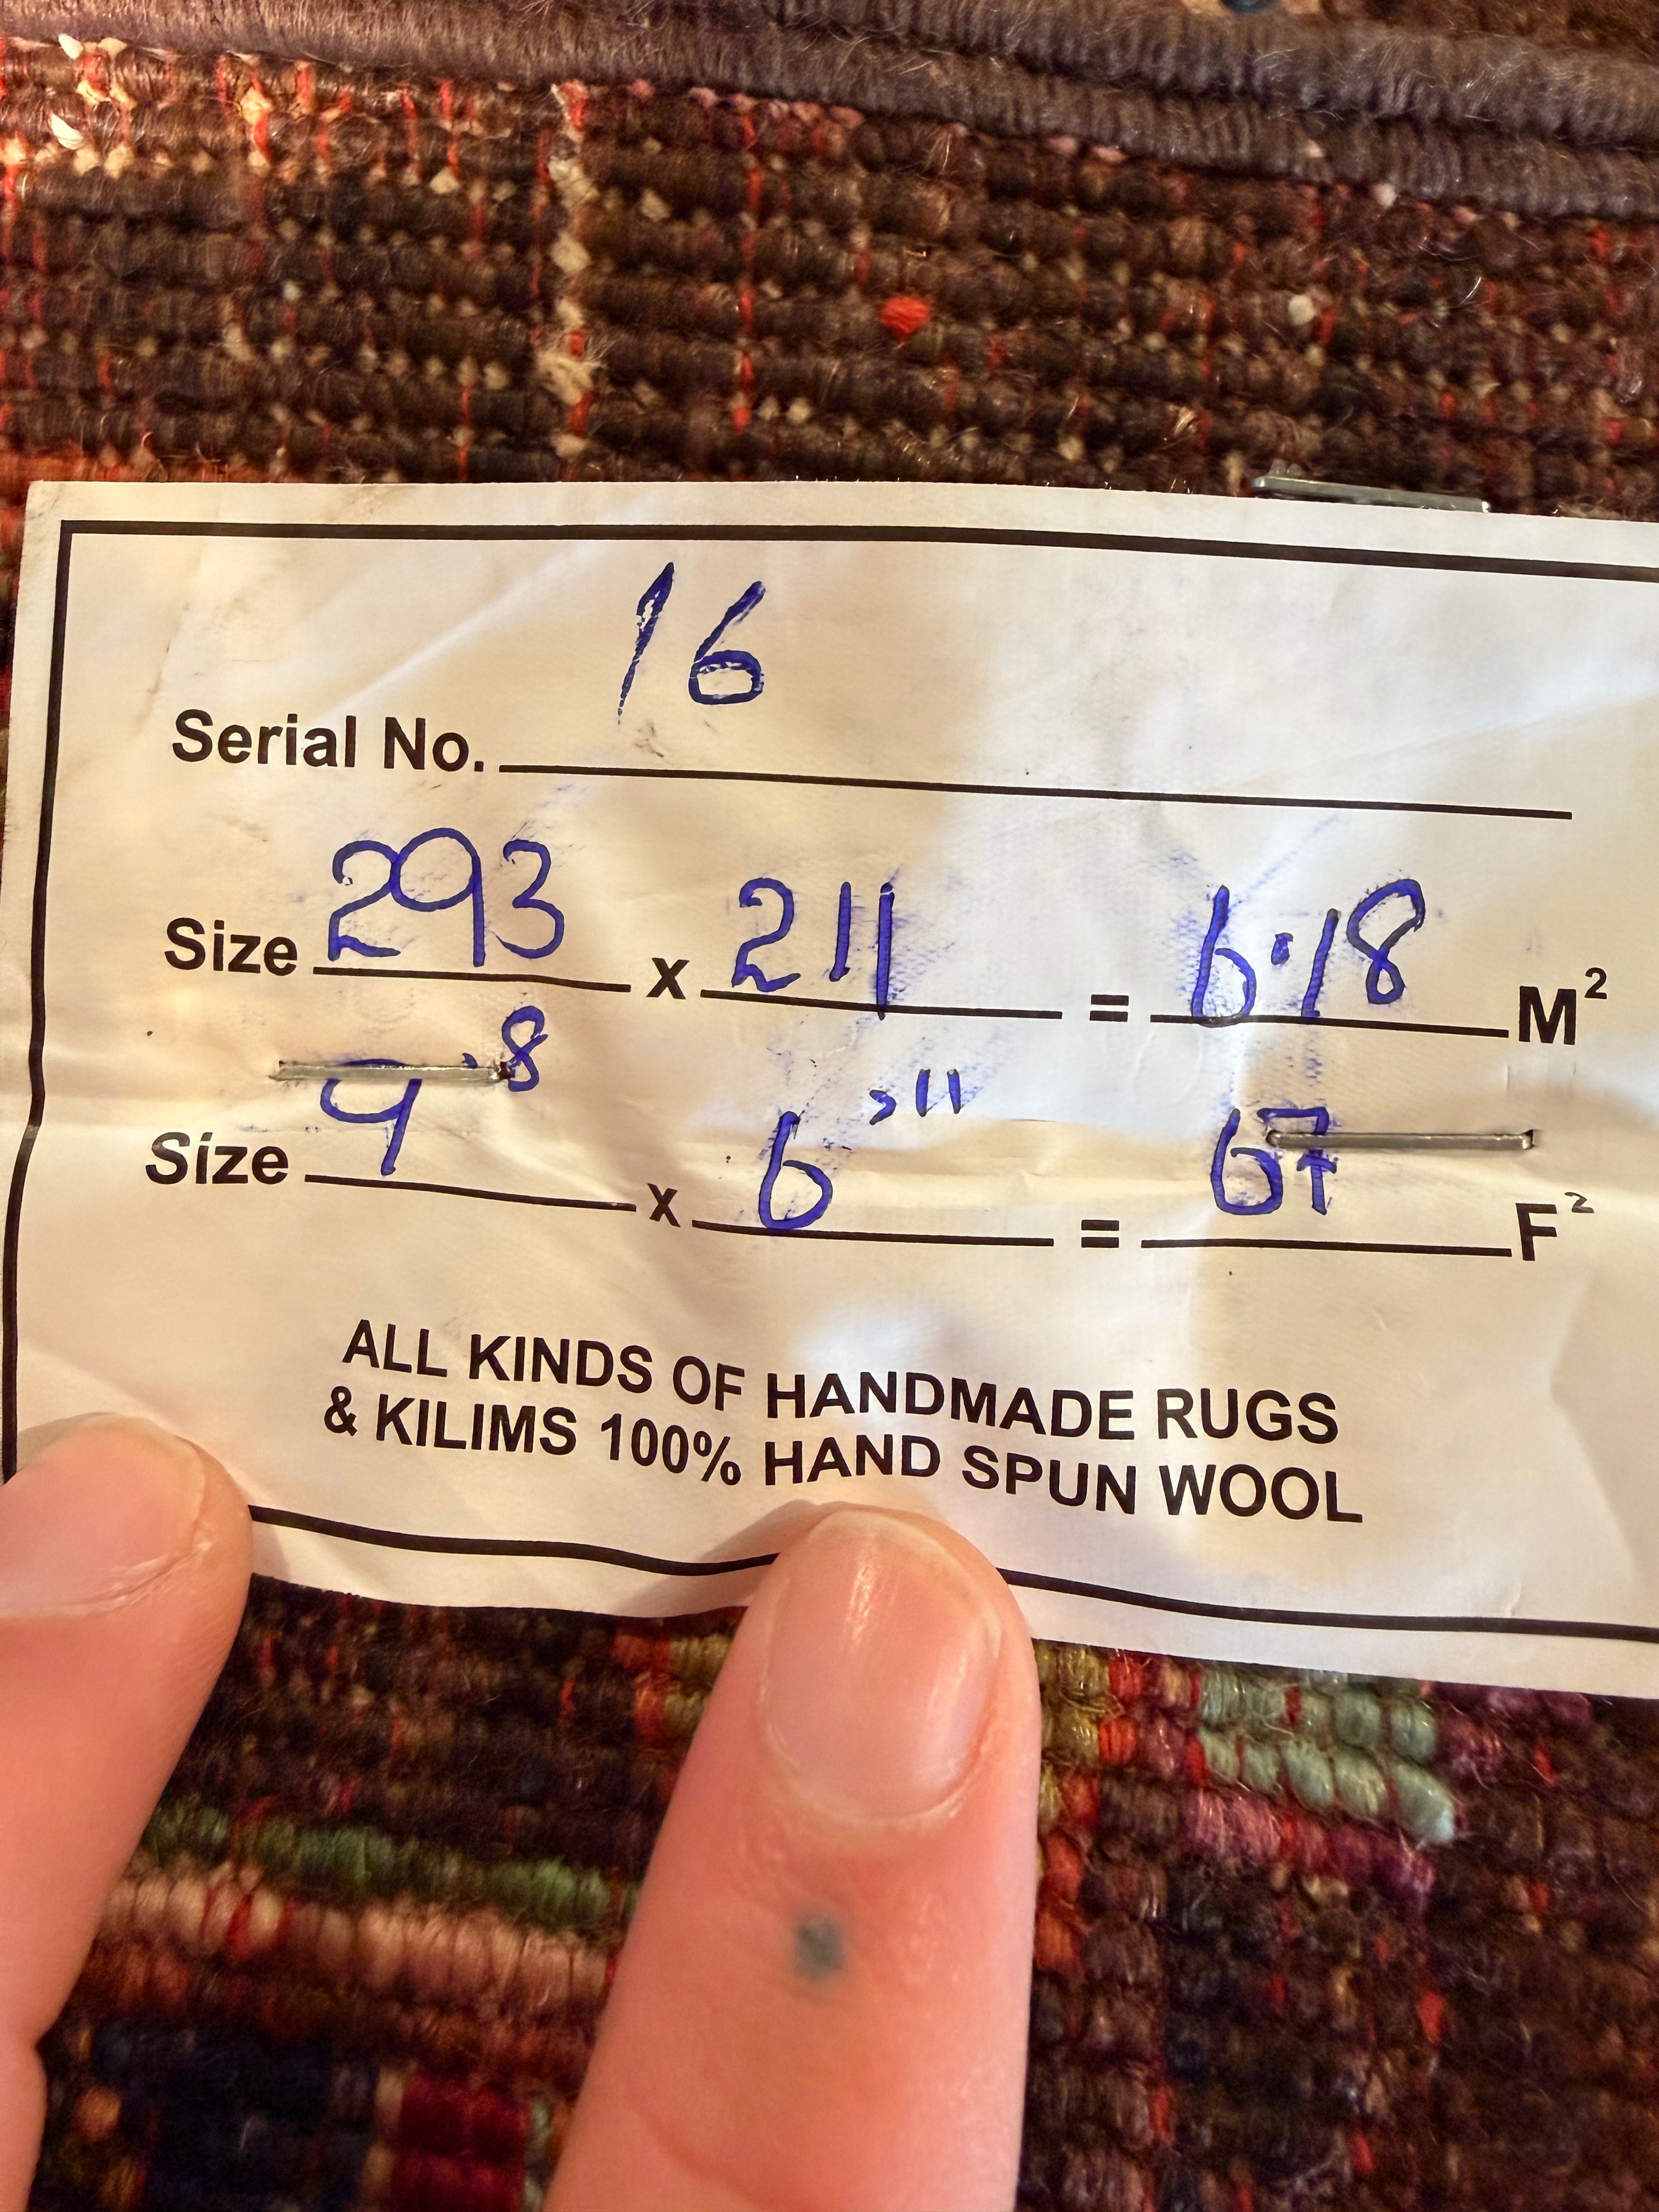 Serial No. 16
Size 293 x 211 = 6.18 M²
Size 9'8 x 6'11 = 67 F²
ALL KINDS OF HANDMADE RUGS
& KILIMS 100% HAND SPUN WOOL